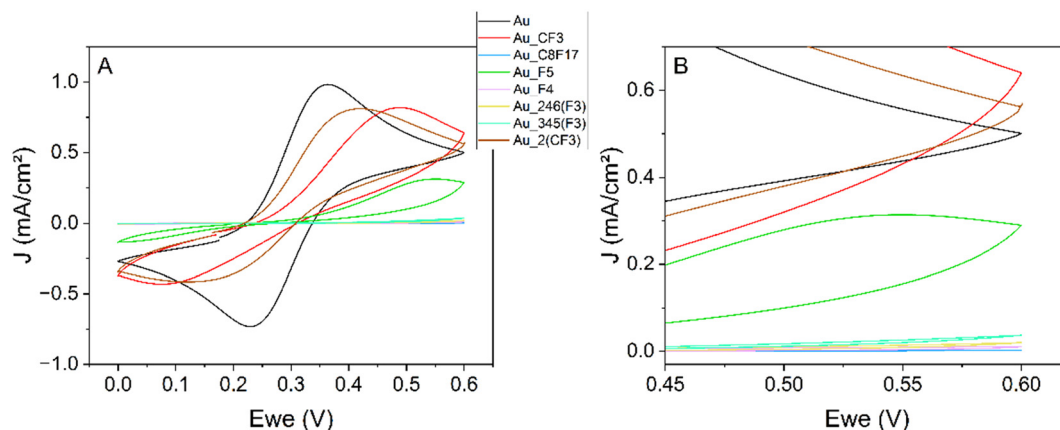 Au
Au_CF3
Au_C8F17
Au_F5
Au_F4
Au_246(F3)
Au_345(F3)
Au_2(CF3)
A
J (mA/cm²)
1.0
0.5
0.0
−0.5
−1.0
0.0 0.1 0.2 0.3 0.4 0.5 0.6
Ewe (V)
B
J (mA/cm²)
0.6
0.4
0.2
0.0
0.45 0.50 0.55 0.60
Ewe (V)